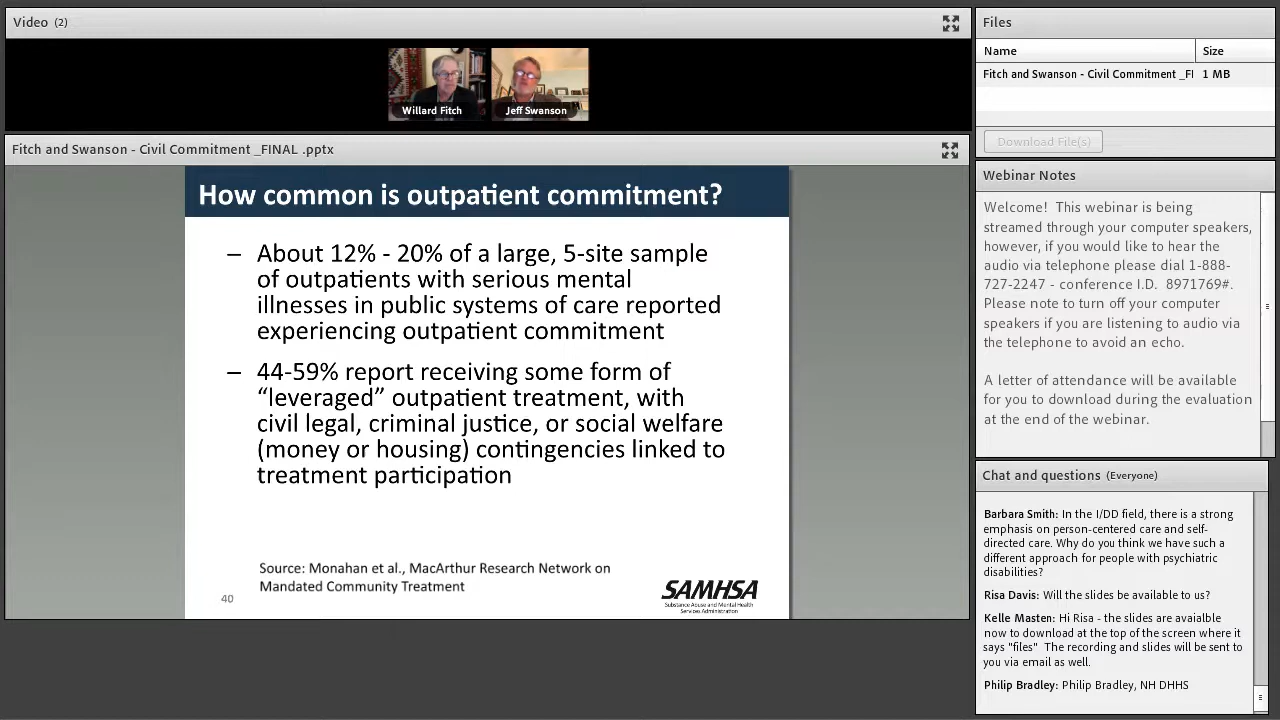 Video (2)
Willard Fitch
Jeff Swanson
Fitch and Swanson - Civil Commitment _FINAL .pptx
How common is outpatient commitment?
– About 12% - 20% of a large, 5-site sample
of outpatients with serious mental
illnesses in public systems of care reported
experiencing outpatient commitment
– 44-59% report receiving some form of
“leveraged” outpatient treatment, with
civil legal, criminal justice, or social welfare
(money or housing) contingencies linked to
treatment participation
Source: Monahan et al., MacArthur Research Network on
Mandated Community Treatment
40
SAMHSA
Substance Abuse and Mental Health
Services Administration
Files
Name Size
Fitch and Swanson - Civil Commitment _FI 1 MB
Download File(s)
Webinar Notes
Welcome! This webinar is being
streamed through your computer speakers,
however, if you would like to hear the
audio via telephone please dial 1-888-
727-2247 - conference I.D. 8971769#.
Please note to turn off your computer
speakers if you are listening to audio via
the telephone to avoid an echo.
A letter of attendance will be available
for you to download during the evaluation
at the end of the webinar.
Chat and questions (Everyone)
Barbara Smith: In the I/DD field, there is a strong
emphasis on person-centered care and self-
directed care. Why do you think we have such a
different approach for people with psychiatric
disabilities?
Risa Davis: Will the slides be available to us?
Kelle Masten: Hi Risa - the slides are avaialble
now to download at the top of the screen where it
says "files" The recording and slides will be sent to
you via email as well.
Philip Bradley: Philip Bradley, NH DHHS